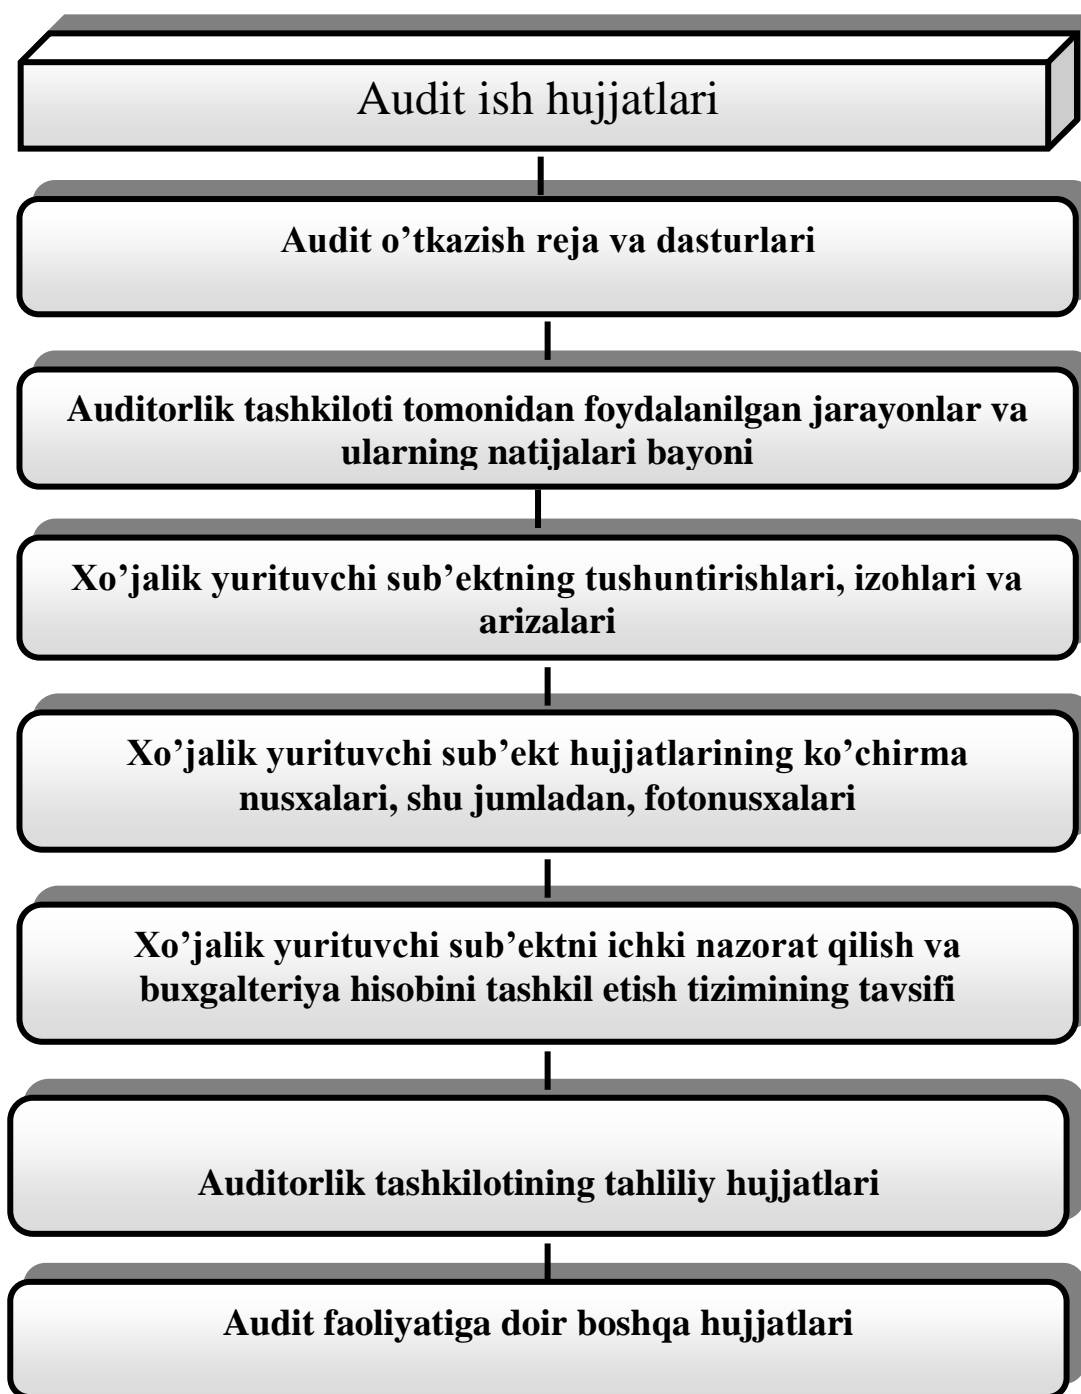 Audit ish hujjatlari
Audit o’tkazish reja va dasturlari
Auditorlik tashkiloti tomonidan foydalanilgan jarayonlar va
ularning natijalari bayoni
Xo’jalik yurituvchi sub’ektning tushuntirishlari, izohlari va
arizalari
Xo’jalik yurituvchi sub’ekt hujjatlarining ko’chirma
nusxalari, shu jumladan, fotonusxalari
Xo’jalik yurituvchi sub’ektni ichki nazorat qilish va
buxgalteriya hisobini tashkil etish tizimining tavsifi
Auditorlik tashkilotining tahliliy hujjatlari
Audit faoliyatiga doir boshqa hujjatlari